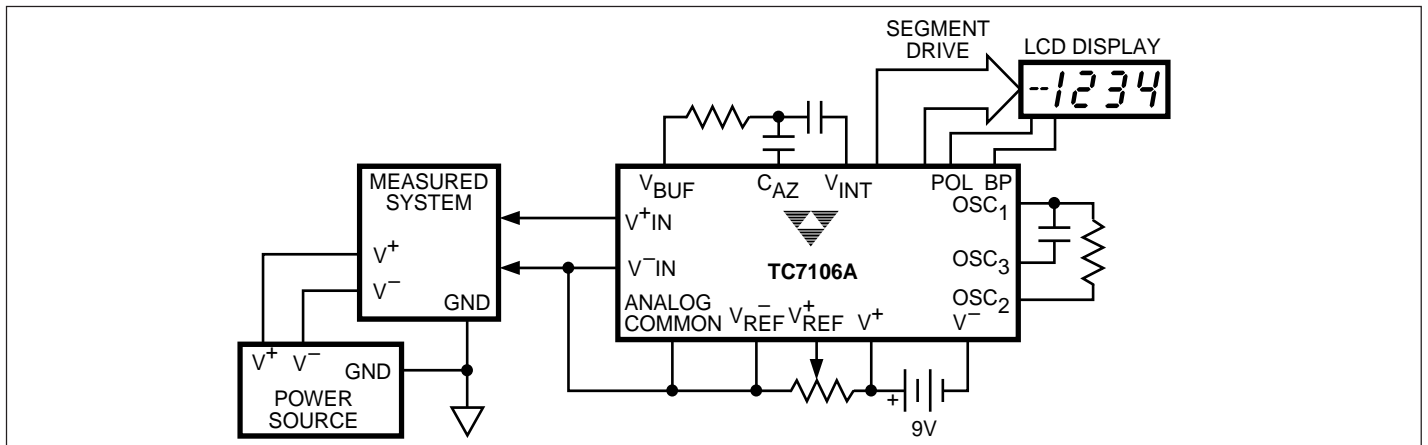 SEGMENT
DRIVE
LCD DISPLAY
--1234
MEASURED
SYSTEM
V+
V–
GND
V+ V–
GND
POWER
SOURCE
VBUF
CAZ
VINT
POL BP
V+IN
V–IN
ANALOG
COMMON
V–REF
V+REF
V+
V–
TC7106A
OSC1
OSC3
OSC2
+
9V